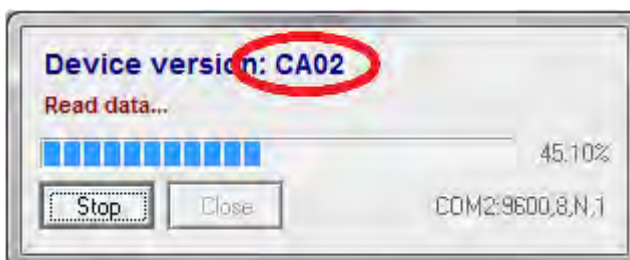 Device version: CA02
Read data...
45.10%
Stop Close COM2:9600,8,N,1